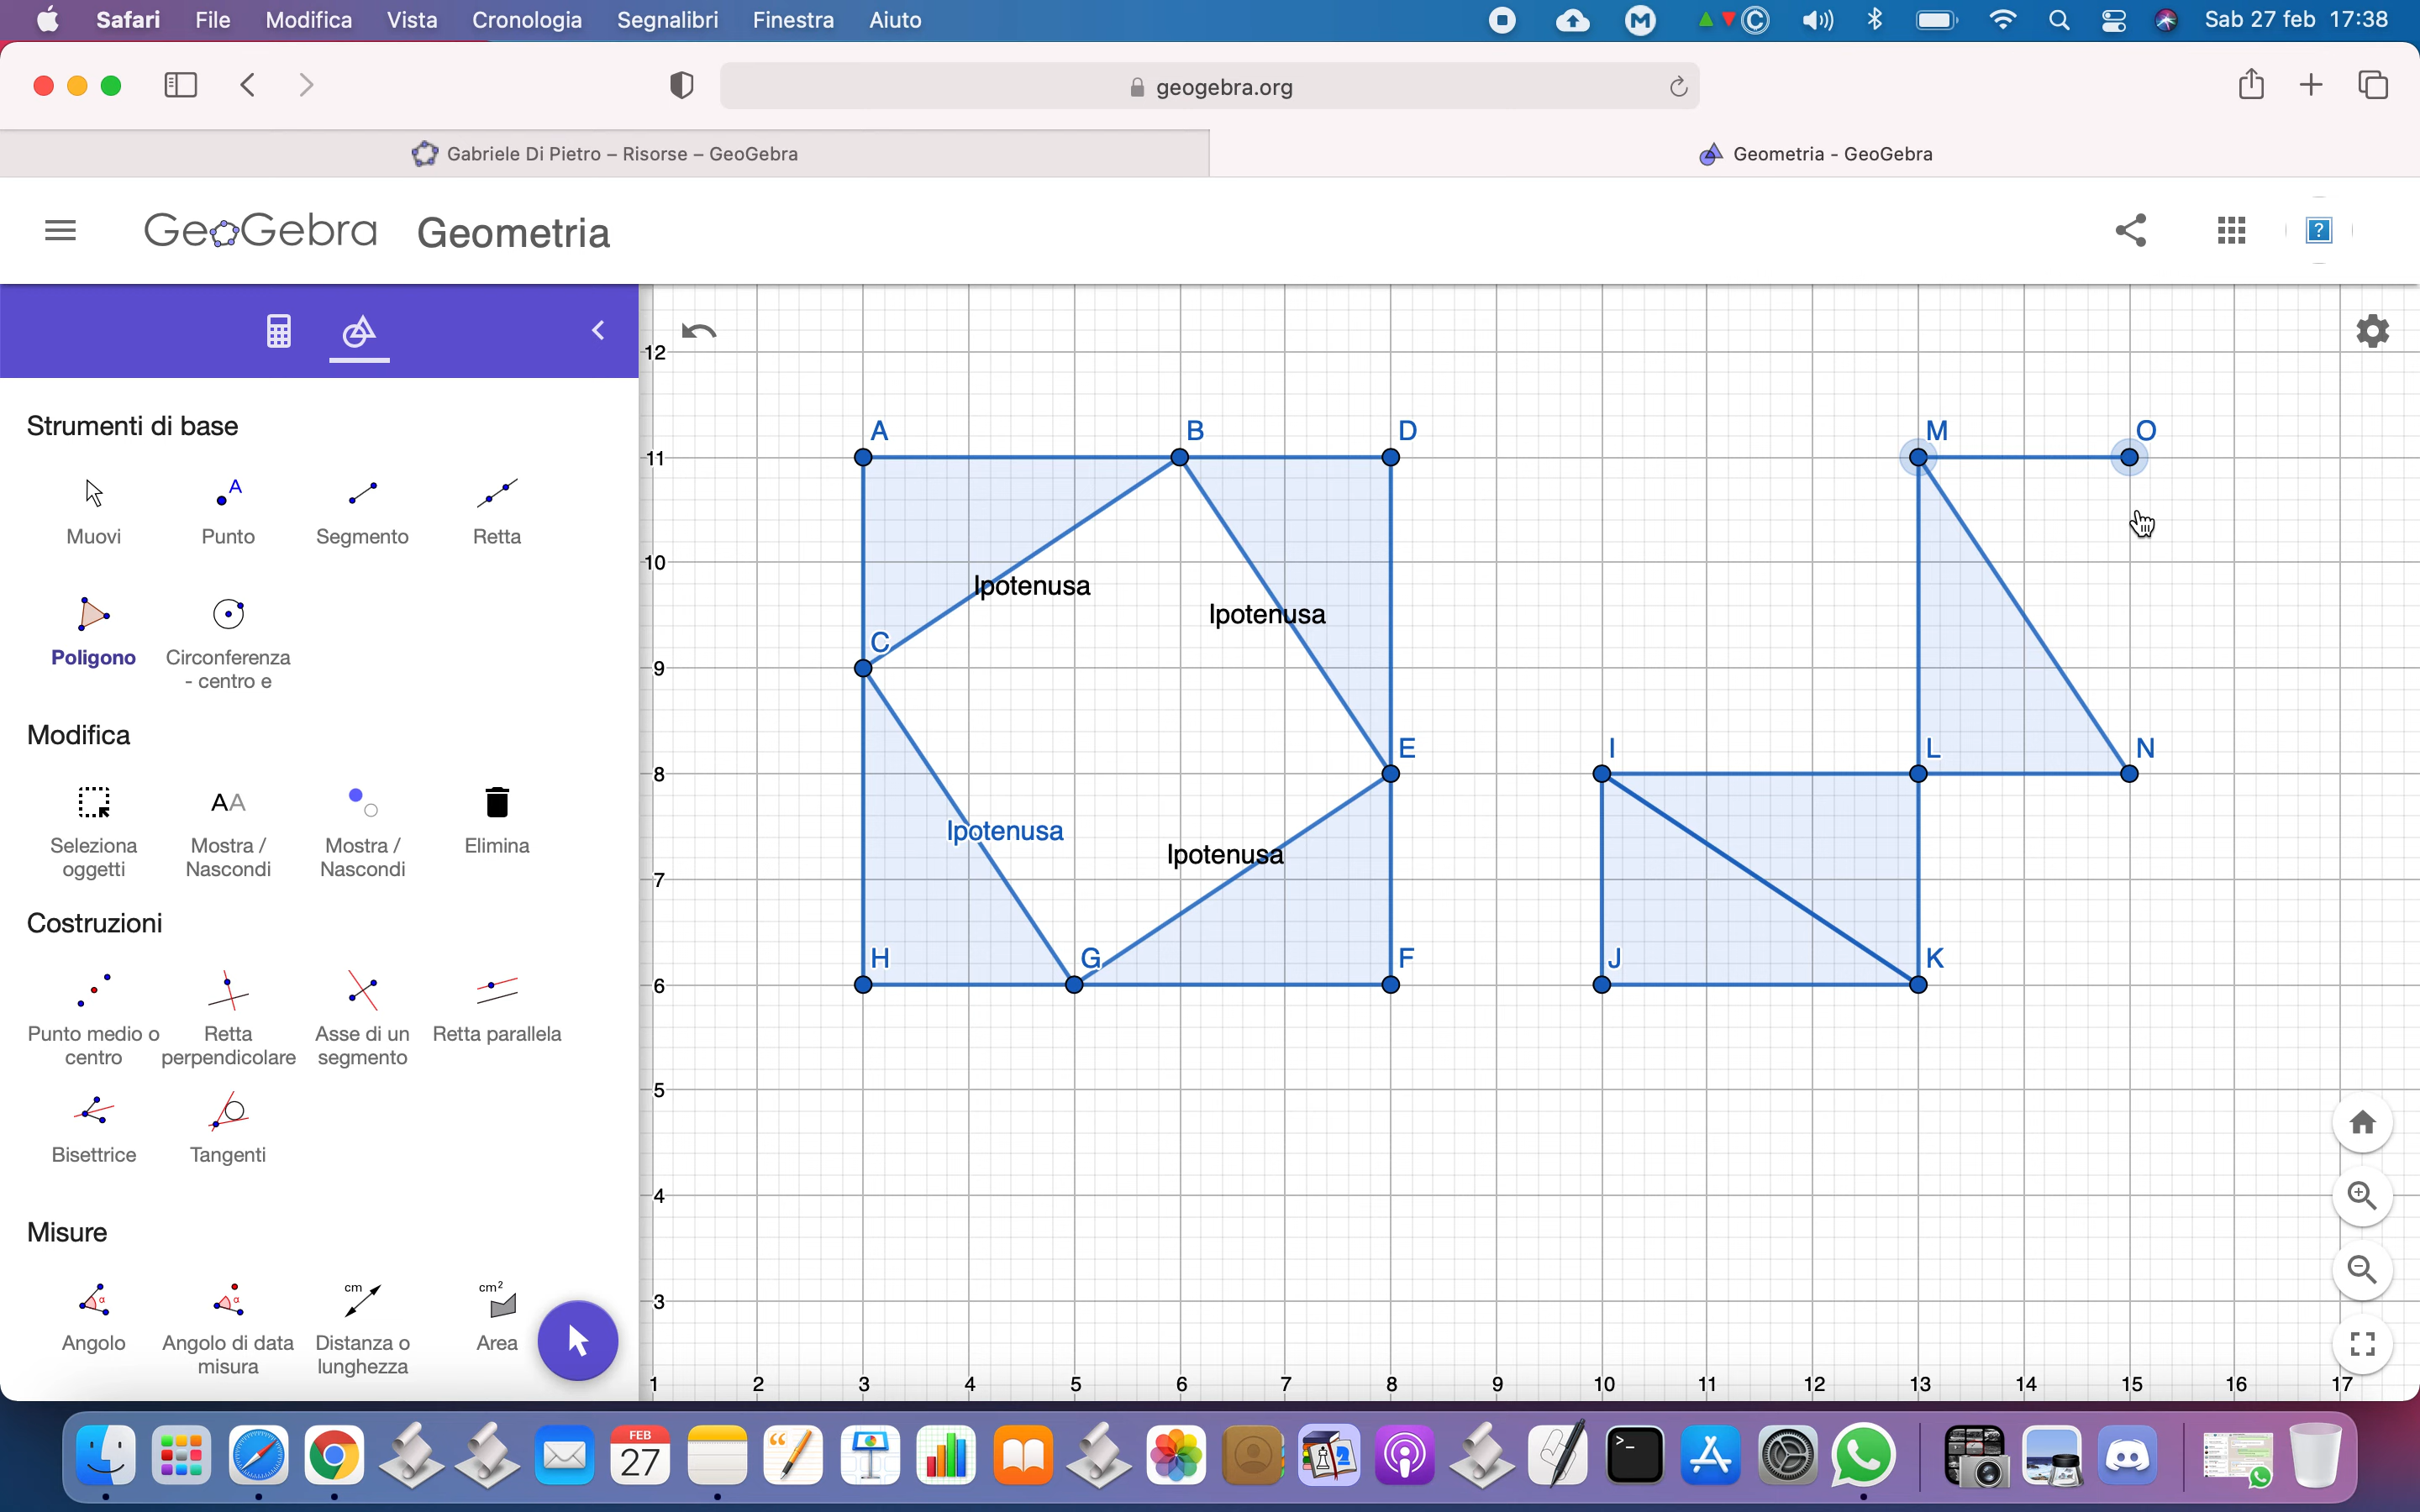 Safari File Modifica Vista Cronologia Segnalibri Finestra Aiuto Sab 27 feb 17:38
geogebra.org
Gabriele Di Pietro – Risorse – GeoGebra
Geometria - GeoGebra
GeoGebra Geometria
Strumenti di base
Muovi Punto Segmento Retta
Poligono Circonferenza
- centro e
Modifica
AA
Seleziona Mostra / Mostra / Elimina
oggetti Nascondi Nascondi
Costruzioni
Punto medio o Retta Asse di un Retta parallela
centro perpendicolare segmento
Bisettrice Tangenti
Misure
α α cm cm²
Angolo Angolo di data Distanza o Area
misura lunghezza
12
A B D M O
11
10
Ipotenusa
Ipotenusa
C
9
E I L N
8
Ipotenusa
Ipotenusa
7
H G F J K
6
5
4
3
1 2 3 4 5 6 7 8 9 10 11 12 13 14 15 16 17
FEB
27